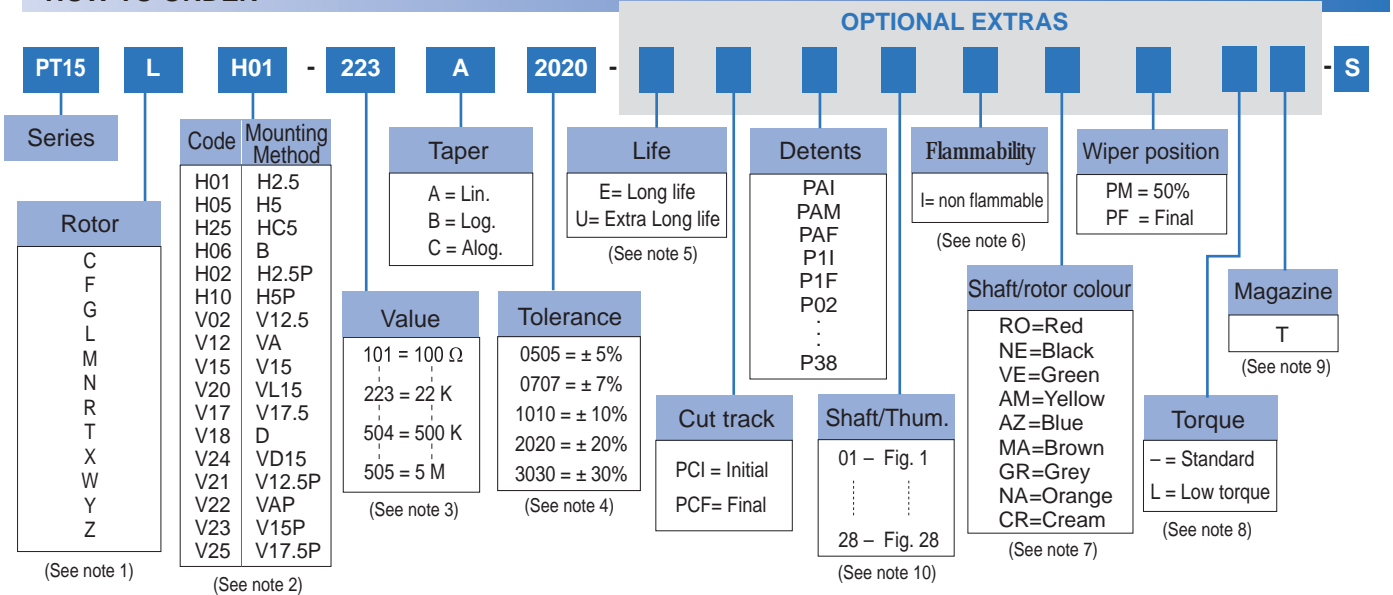 OPTIONAL EXTRAS
PT15 L H01 - 223 A 2020 - - S
Series
Rotor
C
F
G
L
M
N
R
T
X
W
Y
Z
(See note 1)
Code Mounting Method
H01 H2.5
H05 H5
H25 HC5
H06 B
H02 H2.5P
H10 H5P
V02 V12.5
V12 VA
V15 V15
V20 VL15
V17 V17.5
V18 D
V24 VD15
V21 V12.5P
V22 VAP
V23 V15P
V25 V17.5P
(See note 2)
Value
101 = 100 Ω
223 = 22 K
504 = 500 K
505 = 5 M
(See note 3)
Taper
A = Lin.
B = Log.
C = Alog.
Tolerance
0505 = ± 5%
0707 = ± 7%
1010 = ± 10%
2020 = ± 20%
3030 = ± 30%
(See note 4)
Life
E= Long life
U= Extra Long life
(See note 5)
Cut track
PCI = Initial
PCF= Final
Detents
PAI
PAM
PAF
P1I
P1F
P02
:
:
P38
Shaft/Thum.
01 – Fig. 1
28 – Fig. 28
(See note 10)
Flammability
I= non flammable
(See note 6)
Shaft/rotor colour
RO=Red
NE=Black
VE=Green
AM=Yellow
AZ=Blue
MA=Brown
GR=Grey
NA=Orange
CR=Cream
(See note 7)
Wiper position
PM = 50%
PF = Final
Torque
– = Standard
L = Low torque
(See note 8)
Magazine
T
(See note 9)